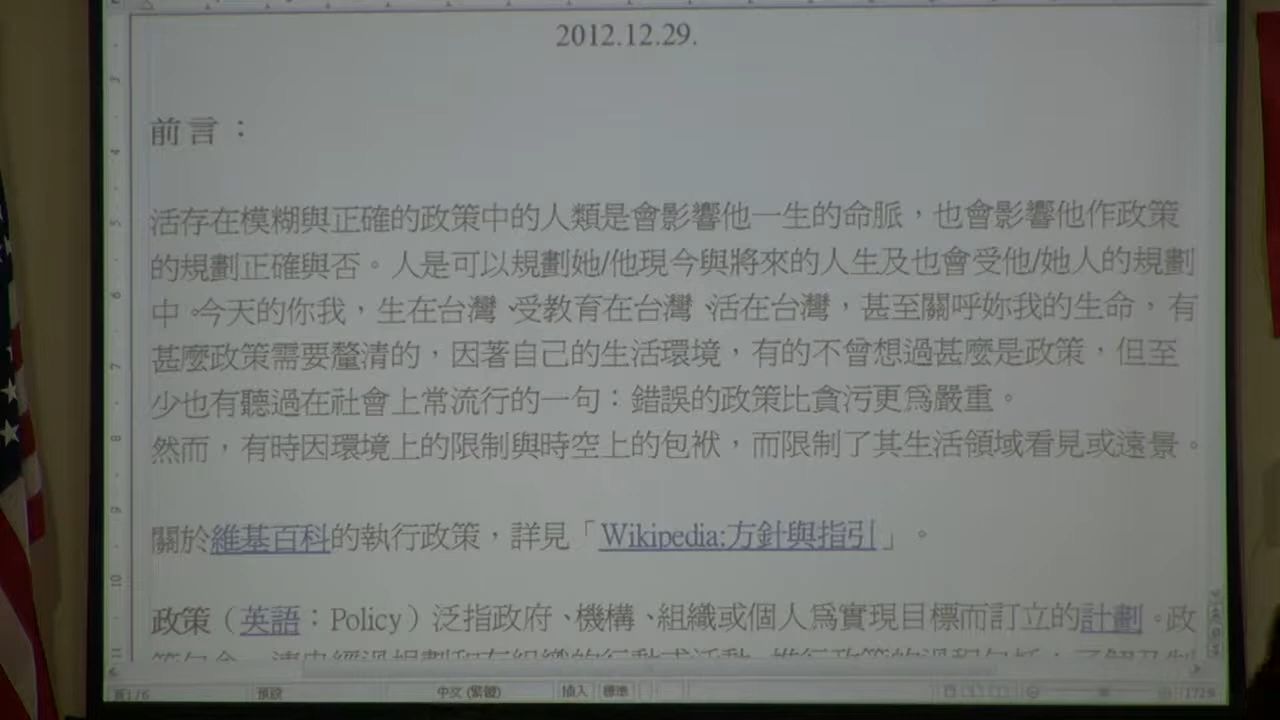 2012.12.29.
前言：
活存在模糊與正確的政策中的人類是會影響他一生的命脈，也會影響他作政策
的規劃正確與否。人是可以規劃她/他現今與將來的人生及也會受他/她人的規劃
中。今天的你我，生在台灣、受教育在台灣、活在台灣，甚至關呼妳我的生命，有
甚麼政策需要釐清的，因著自己的生活環境，有的不曾想過甚麼是政策，但至
少也有聽過在社會上常流行的一句：錯誤的政策比貪污更為嚴重。
然而，有時因環境上的限制與時空上的包袱，而限制了其生活領域看見或遠景。
關於維基百科的執行政策，詳見「Wikipedia:方針與指引」。
政策（英語：Policy）泛指政府、機構、組織或個人為實現目標而訂立的計劃。政
頁1/6 預設 中文 (繁體) 插入 標準